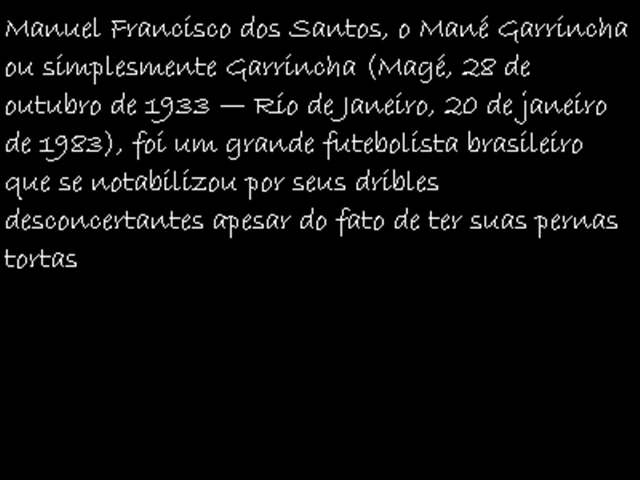 Manuel Francisco dos Santos, o Mané Garrincha
ou simplesmente Garrincha (Magé, 28 de
outubro de 1933 — Rio de Janeiro, 20 de janeiro
de 1983), foi um grande futebolista brasileiro
que se notabilizou por seus dribles
desconcertantes apesar do fato de ter suas pernas
tortas